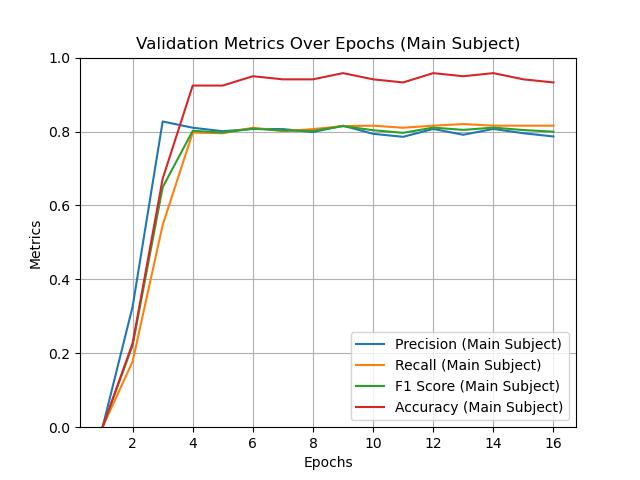 Validation Metrics Over Epochs (Main Subject)
1.0
0.8
0.6
0.4
0.2
0.0
Metrics
Precision (Main Subject)
Recall (Main Subject)
F1 Score (Main Subject)
Accuracy (Main Subject)
2 4 6 8 10 12 14 16
Epochs